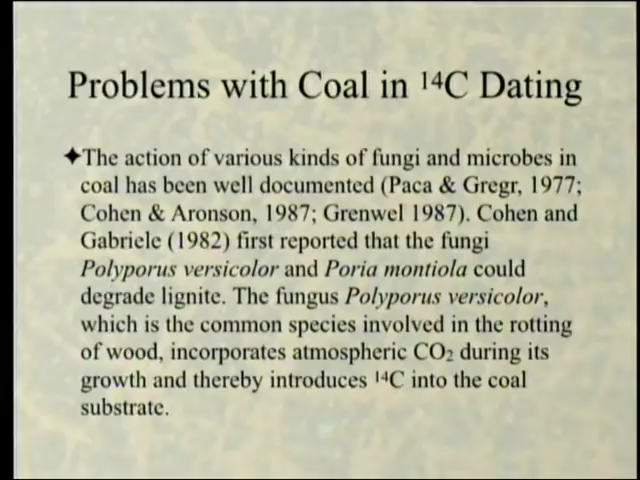 Problems with Coal in ¹⁴C Dating
✦The action of various kinds of fungi and microbes in
coal has been well documented (Paca & Gregr, 1977;
Cohen & Aronson, 1987; Grenwel 1987). Cohen and
Gabriele (1982) first reported that the fungi
Polyporus versicolor and Poria montiola could
degrade lignite. The fungus Polyporus versicolor,
which is the common species involved in the rotting
of wood, incorporates atmospheric CO₂ during its
growth and thereby introduces ¹⁴C into the coal
substrate.